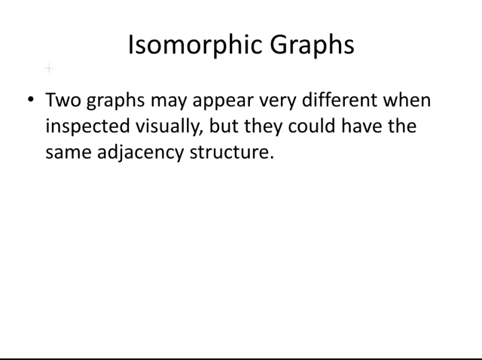 Isomorphic Graphs
• Two graphs may appear very different when
inspected visually, but they could have the
same adjacency structure.